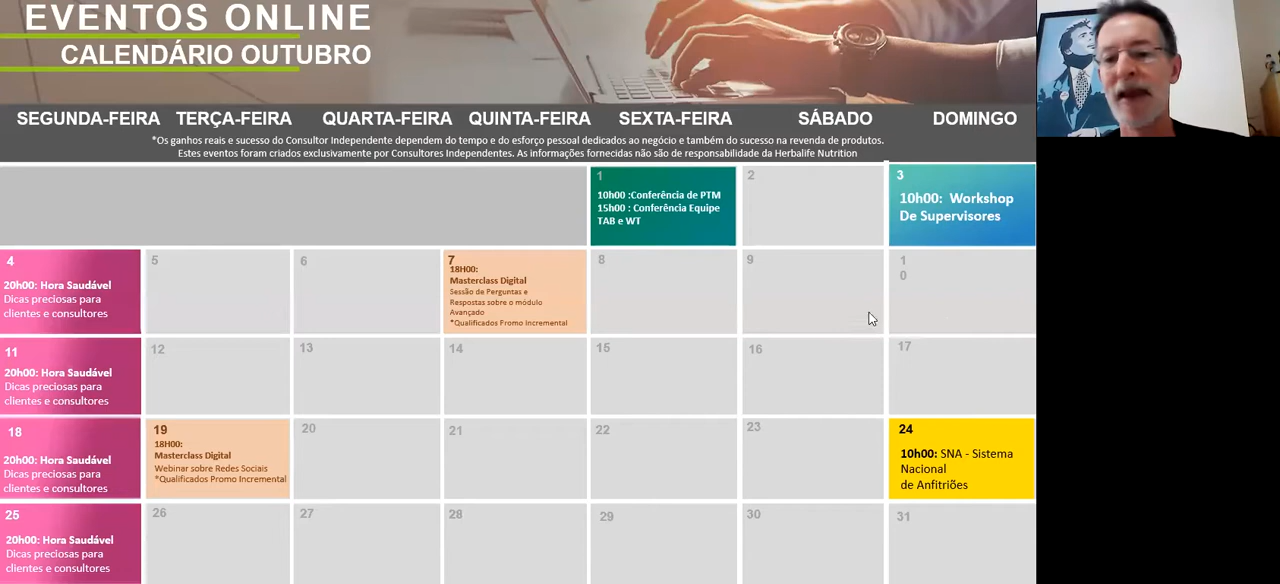 EVENTOS ONLINE
CALENDÁRIO OUTUBRO
SEGUNDA-FEIRA TERÇA-FEIRA QUARTA-FEIRA QUINTA-FEIRA SEXTA-FEIRA SÁBADO DOMINGO
*Os ganhos reais e sucesso do Consultor Independente dependem do tempo e do esforço pessoal dedicados ao negócio e também do sucesso na revenda de produtos.
Estes eventos foram criados exclusivamente por Consultores Independentes. As informações fornecidas não são de responsabilidade da Herbalife Nutrition
1
10h00 :Conferência de PTM
15h00 : Conferência Equipe
TAB e WT
2
3
10h00: Workshop
De Supervisores
4
20h00: Hora Saudável
Dicas preciosas para
clientes e consultores
5
6
7
18H00:
Masterclass Digital
Sessão de Perguntas e
Respostas sobre o módulo
Avançado
*Qualificados Promo Incremental
8
9
1
0
11
20h00: Hora Saudável
Dicas preciosas para
clientes e consultores
12
13
14
15
16
17
18
20h00: Hora Saudável
Dicas preciosas para
clientes e consultores
19
18H00:
Masterclass Digital
Webinar sobre Redes Sociais
*Qualificados Promo Incremental
20
21
22
23
24
10h00: SNA - Sistema
Nacional
de Anfitriões
25
20h00: Hora Saudável
Dicas preciosas para
clientes e consultores
26
27
28
29
30
31